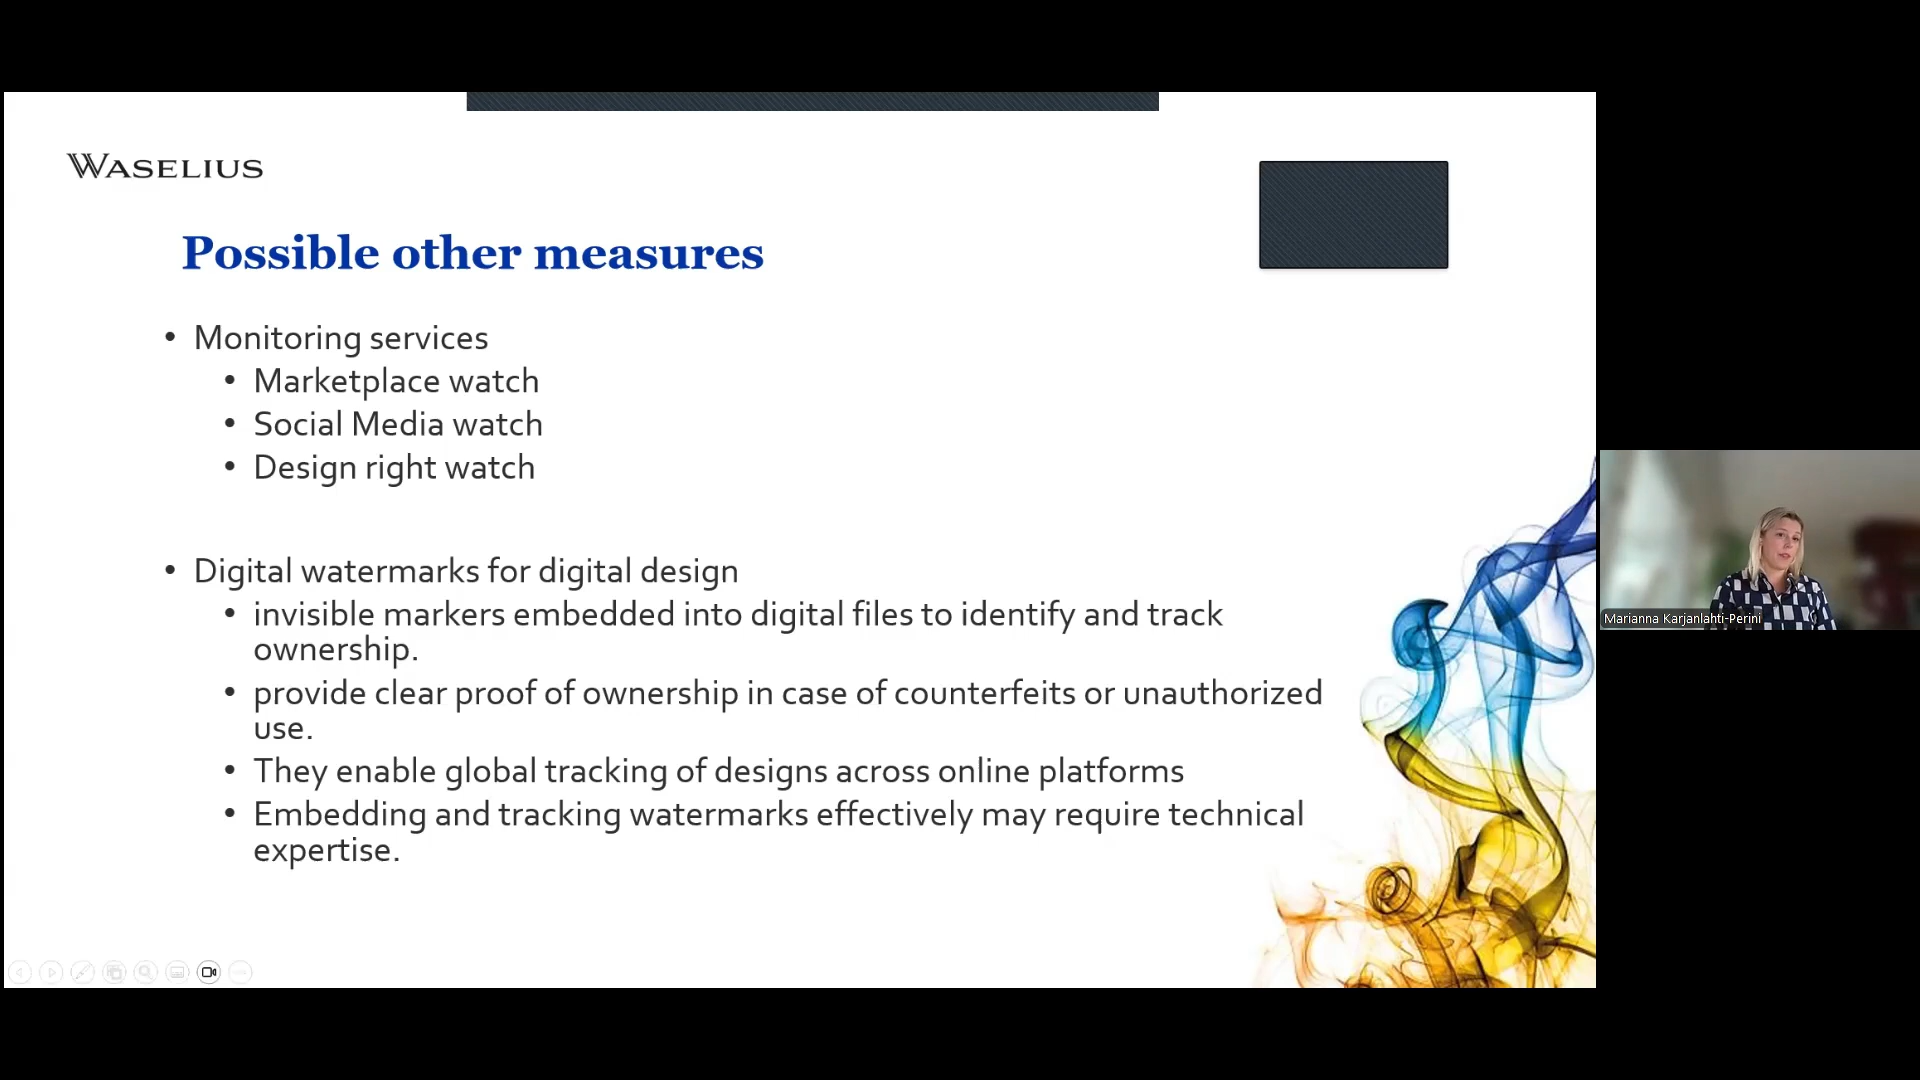 WASELIUS
Possible other measures
• Monitoring services
• Marketplace watch
• Social Media watch
• Design right watch
• Digital watermarks for digital design
• invisible markers embedded into digital files to identify and track
ownership.
• provide clear proof of ownership in case of counterfeits or unauthorized
use.
• They enable global tracking of designs across online platforms
• Embedding and tracking watermarks effectively may require technical
expertise.
Marianna Karjanlahti-Perini